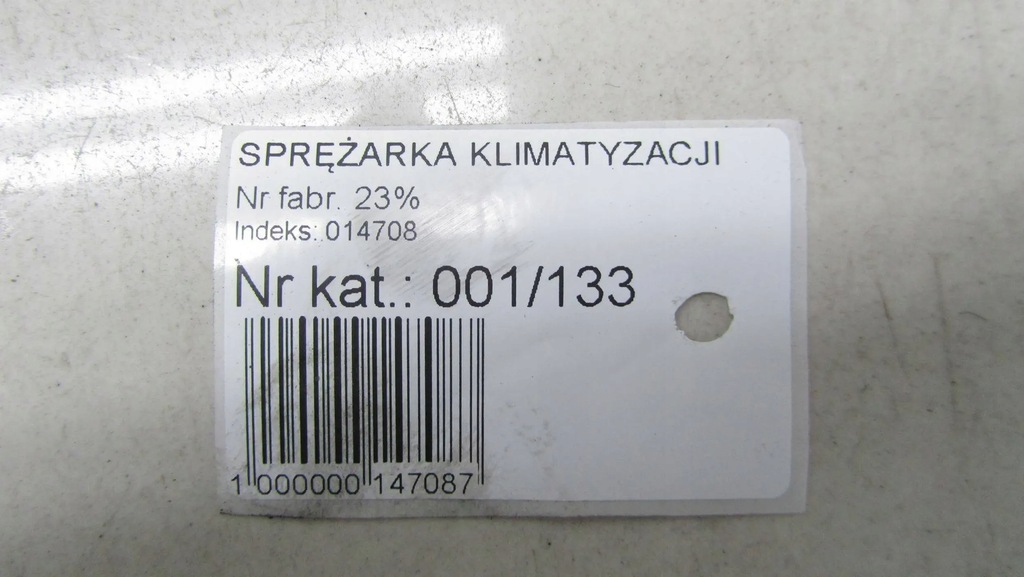 SPRĘŻARKA KLIMATYZACJI
Nr fabr. 23%
Indeks: 014708
Nr kat.: 001/133
1 000000 147087